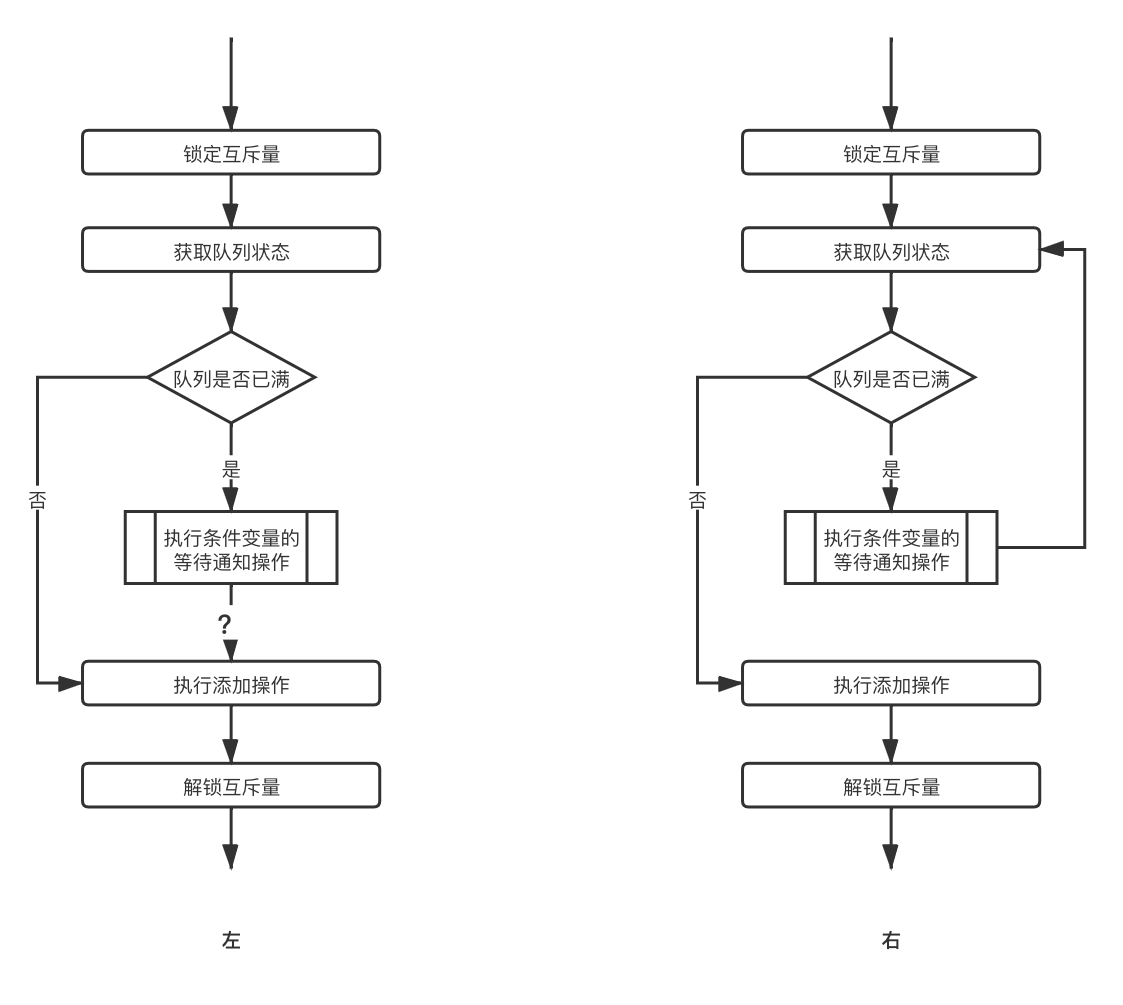 锁定互斥量
获取队列状态
队列是否已满
是
否
执行条件变量的
等待通知操作
?
执行添加操作
解锁互斥量
左
锁定互斥量
获取队列状态
队列是否已满
是
否
执行条件变量的
等待通知操作
执行添加操作
解锁互斥量
右